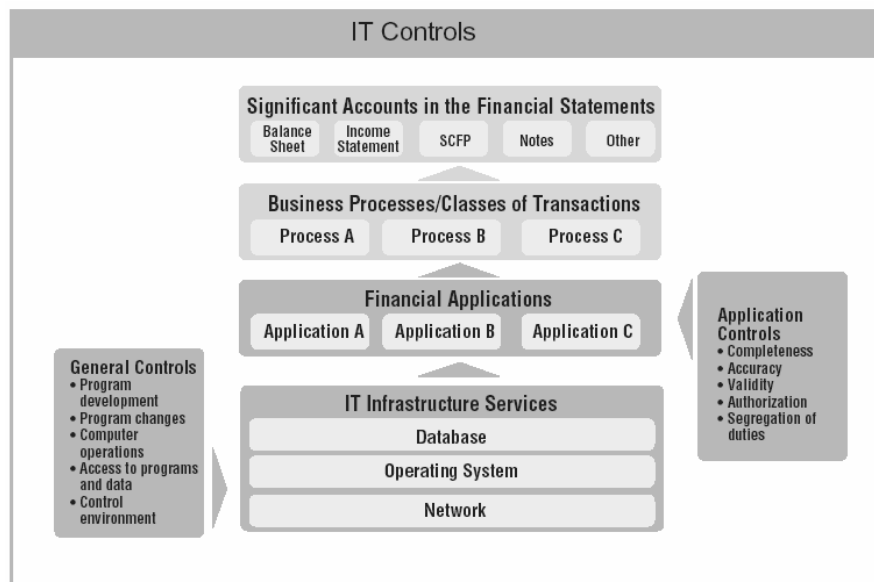 IT Controls
Significant Accounts in the Financial Statements
Balance
Sheet
Income
Statement
SCFP
Notes
Other
Business Processes/Classes of Transactions
Process A
Process B
Process C
Financial Applications
Application A
Application B
Application C
Application
Controls
• Completeness
• Accuracy
• Validity
• Authorization
• Segregation of
duties
General Controls
• Program
development
• Program changes
• Computer
operations
• Access to programs
and data
• Control
environment
IT Infrastructure Services
Database
Operating System
Network